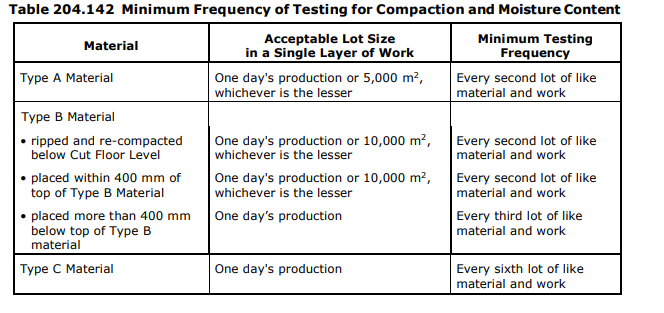 Table 204.142 Minimum Frequency of Testing for Compaction and Moisture Content
Material
Acceptable Lot Size
in a Single Layer of Work
Minimum Testing
Frequency
Type A Material
One day's production or 5,000 m²,
whichever is the lesser
Every second lot of like
material and work
Type B Material
• ripped and re-compacted
below Cut Floor Level
One day's production or 10,000 m²,
whichever is the lesser
Every second lot of like
material and work
• placed within 400 mm of
top of Type B Material
One day's production or 10,000 m²,
whichever is the lesser
Every second lot of like
material and work
• placed more than 400 mm
below top of Type B
material
One day’s production
Every third lot of like
material and work
Type C Material
One day's production
Every sixth lot of like
material and work